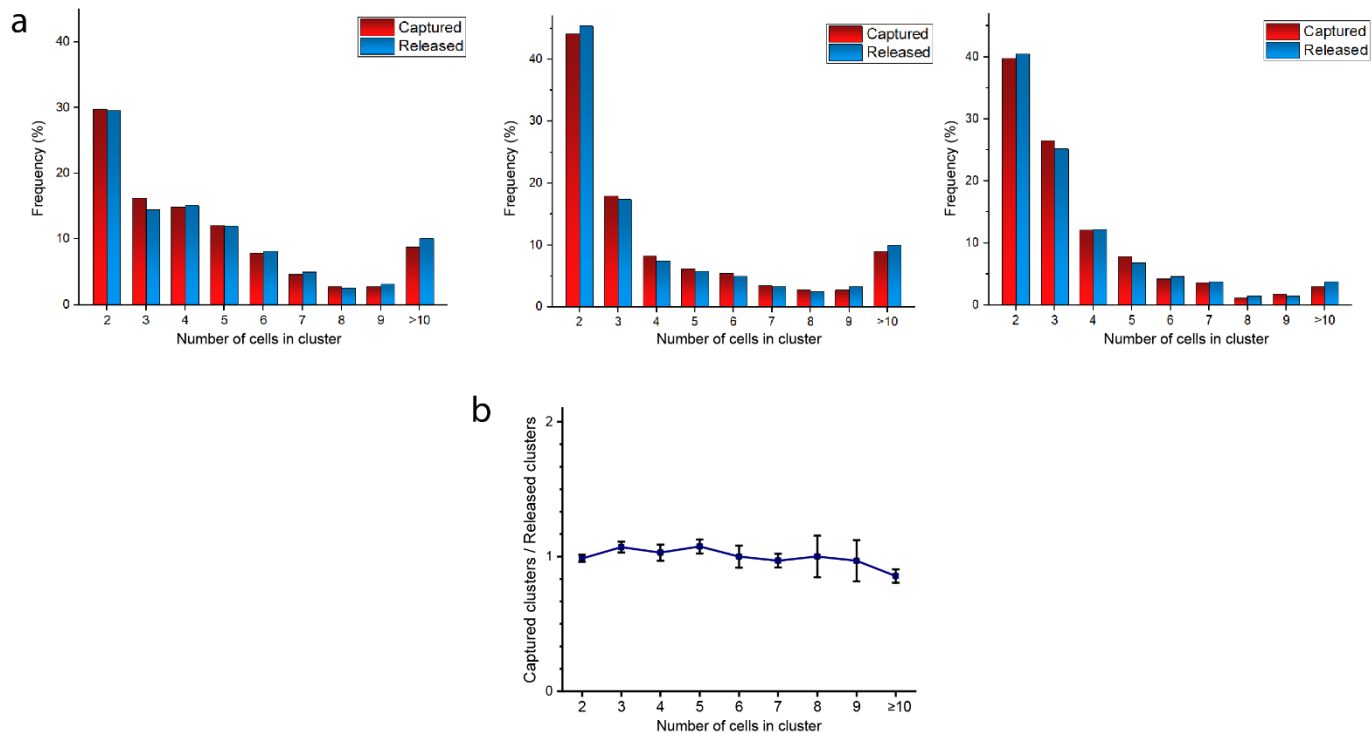 a
Captured
Released
Frequency (%)
40
30
20
10
0
2 3 4 5 6 7 8 9 >10
Number of cells in cluster
Captured
Released
Frequency (%)
40
30
20
10
0
2 3 4 5 6 7 8 9 >10
Number of cells in cluster
Captured
Released
Frequency (%)
40
30
20
10
0
2 3 4 5 6 7 8 9 >10
Number of cells in cluster
b
Captured clusters / Released clusters
2
1
0
2 3 4 5 6 7 8 9 ≥10
Number of cells in cluster